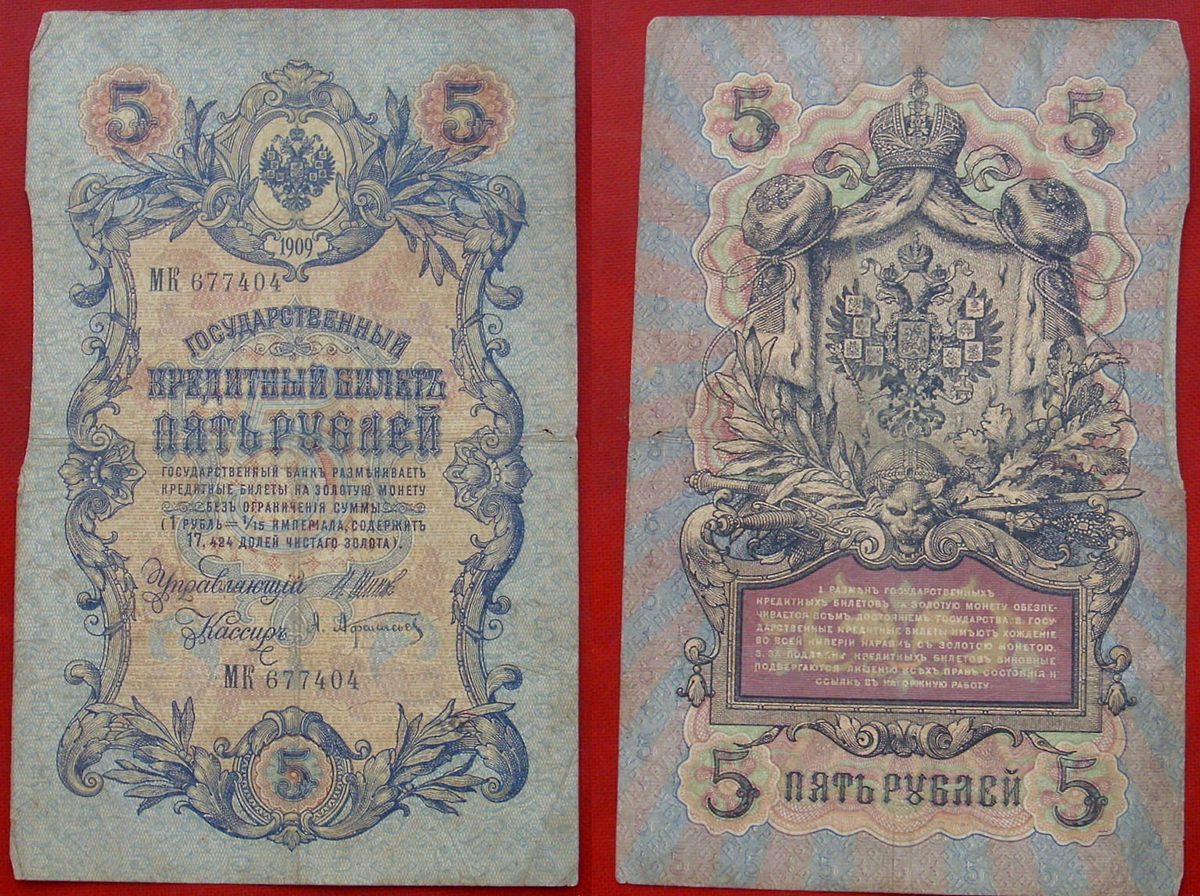 5 5
1909
МК 677404
ГОСУДАРСТВЕННЫЙ
КРЕДИТНЫЙ БИЛЕТЪ
ПЯТЬ РУБЛЕЙ
ГОСУДАРСТВЕННЫЙ БАНКЪ РАЗМѢНИВАЕТЪ
КРЕДИТНЫЕ БИЛЕТЫ НА ЗОЛОТУЮ МОНЕТУ
БЕЗЪ ОГРАНИЧЕНІЯ СУММЫ
(1 РУБЛЬ = 1/15 ИМПЕРІАЛА, СОДЕРЖИТЪ
17,424 ДОЛЕЙ ЧИСТАГО ЗОЛОТА).
Управляющій И. Шипов
Кассиръ А. Афанасьев
МК 677404
5
5 5
1. РАЗМѢНЪ ГОСУДАРСТВЕННЫХЪ
КРЕДИТНЫХЪ БИЛЕТОВЪ НА ЗОЛОТУЮ МОНЕТУ ОБЕЗПЕ-
ЧИВАЕТСЯ ВСѢМЪ ДОСТОЯНІЕМЪ ГОСУДАРСТВА. 2. ГОСУ-
ДАРСТВЕННЫЕ КРЕДИТНЫЕ БИЛЕТЫ ИМѢЮТЪ ХОЖДЕНІЕ
ВО ВСЕЙ ИМПЕРІИ НАРАВНѢ СЪ ЗОЛОТОЮ МОНЕТОЮ.
3. ЗА ПОДДѢЛКУ КРЕДИТНЫХЪ БИЛЕТОВЪ ВИНОВНЫЕ
ПОДВЕРГАЮТСЯ ЛИШЕНІЮ ВСѢХЪ ПРАВЪ СОСТОЯНІЯ И
ССЫЛКѢ ВЪ КАТОРЖНУЮ РАБОТУ.
5 ПЯТЬ РУБЛЕЙ 5